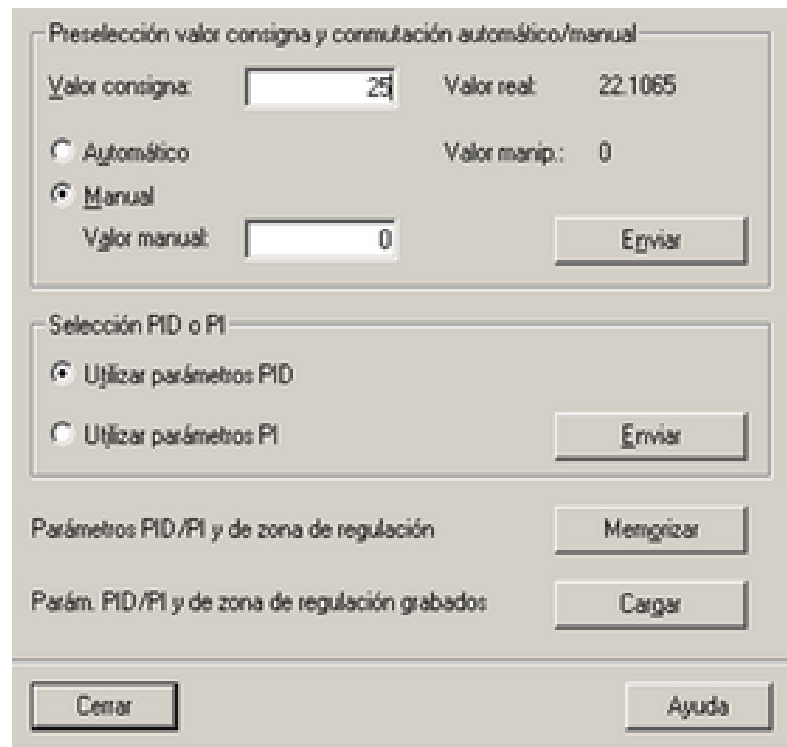 Preselección valor consigna y conmutación automático/manual
Valor consigna: 25 Valor real: 22.1065
Automático Valor manip.: 0
Manual
Valor manual: 0 Enviar
Selección PID o PI
Utilizar parámetros PID
Utilizar parámetros PI Enviar
Parámetros PID/PI y de zona de regulación Memorizar
Parám. PID/PI y de zona de regulación grabados Cargar
Cerrar Ayuda